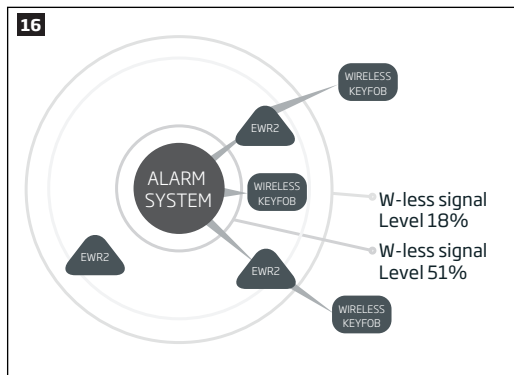 16
WIRELESS
KEYFOB
EWR2
ALARM
SYSTEM
WIRELESS
KEYFOB
W-less signal
Level 18%
W-less signal
Level 51%
EWR2
EWR2
WIRELESS
KEYFOB